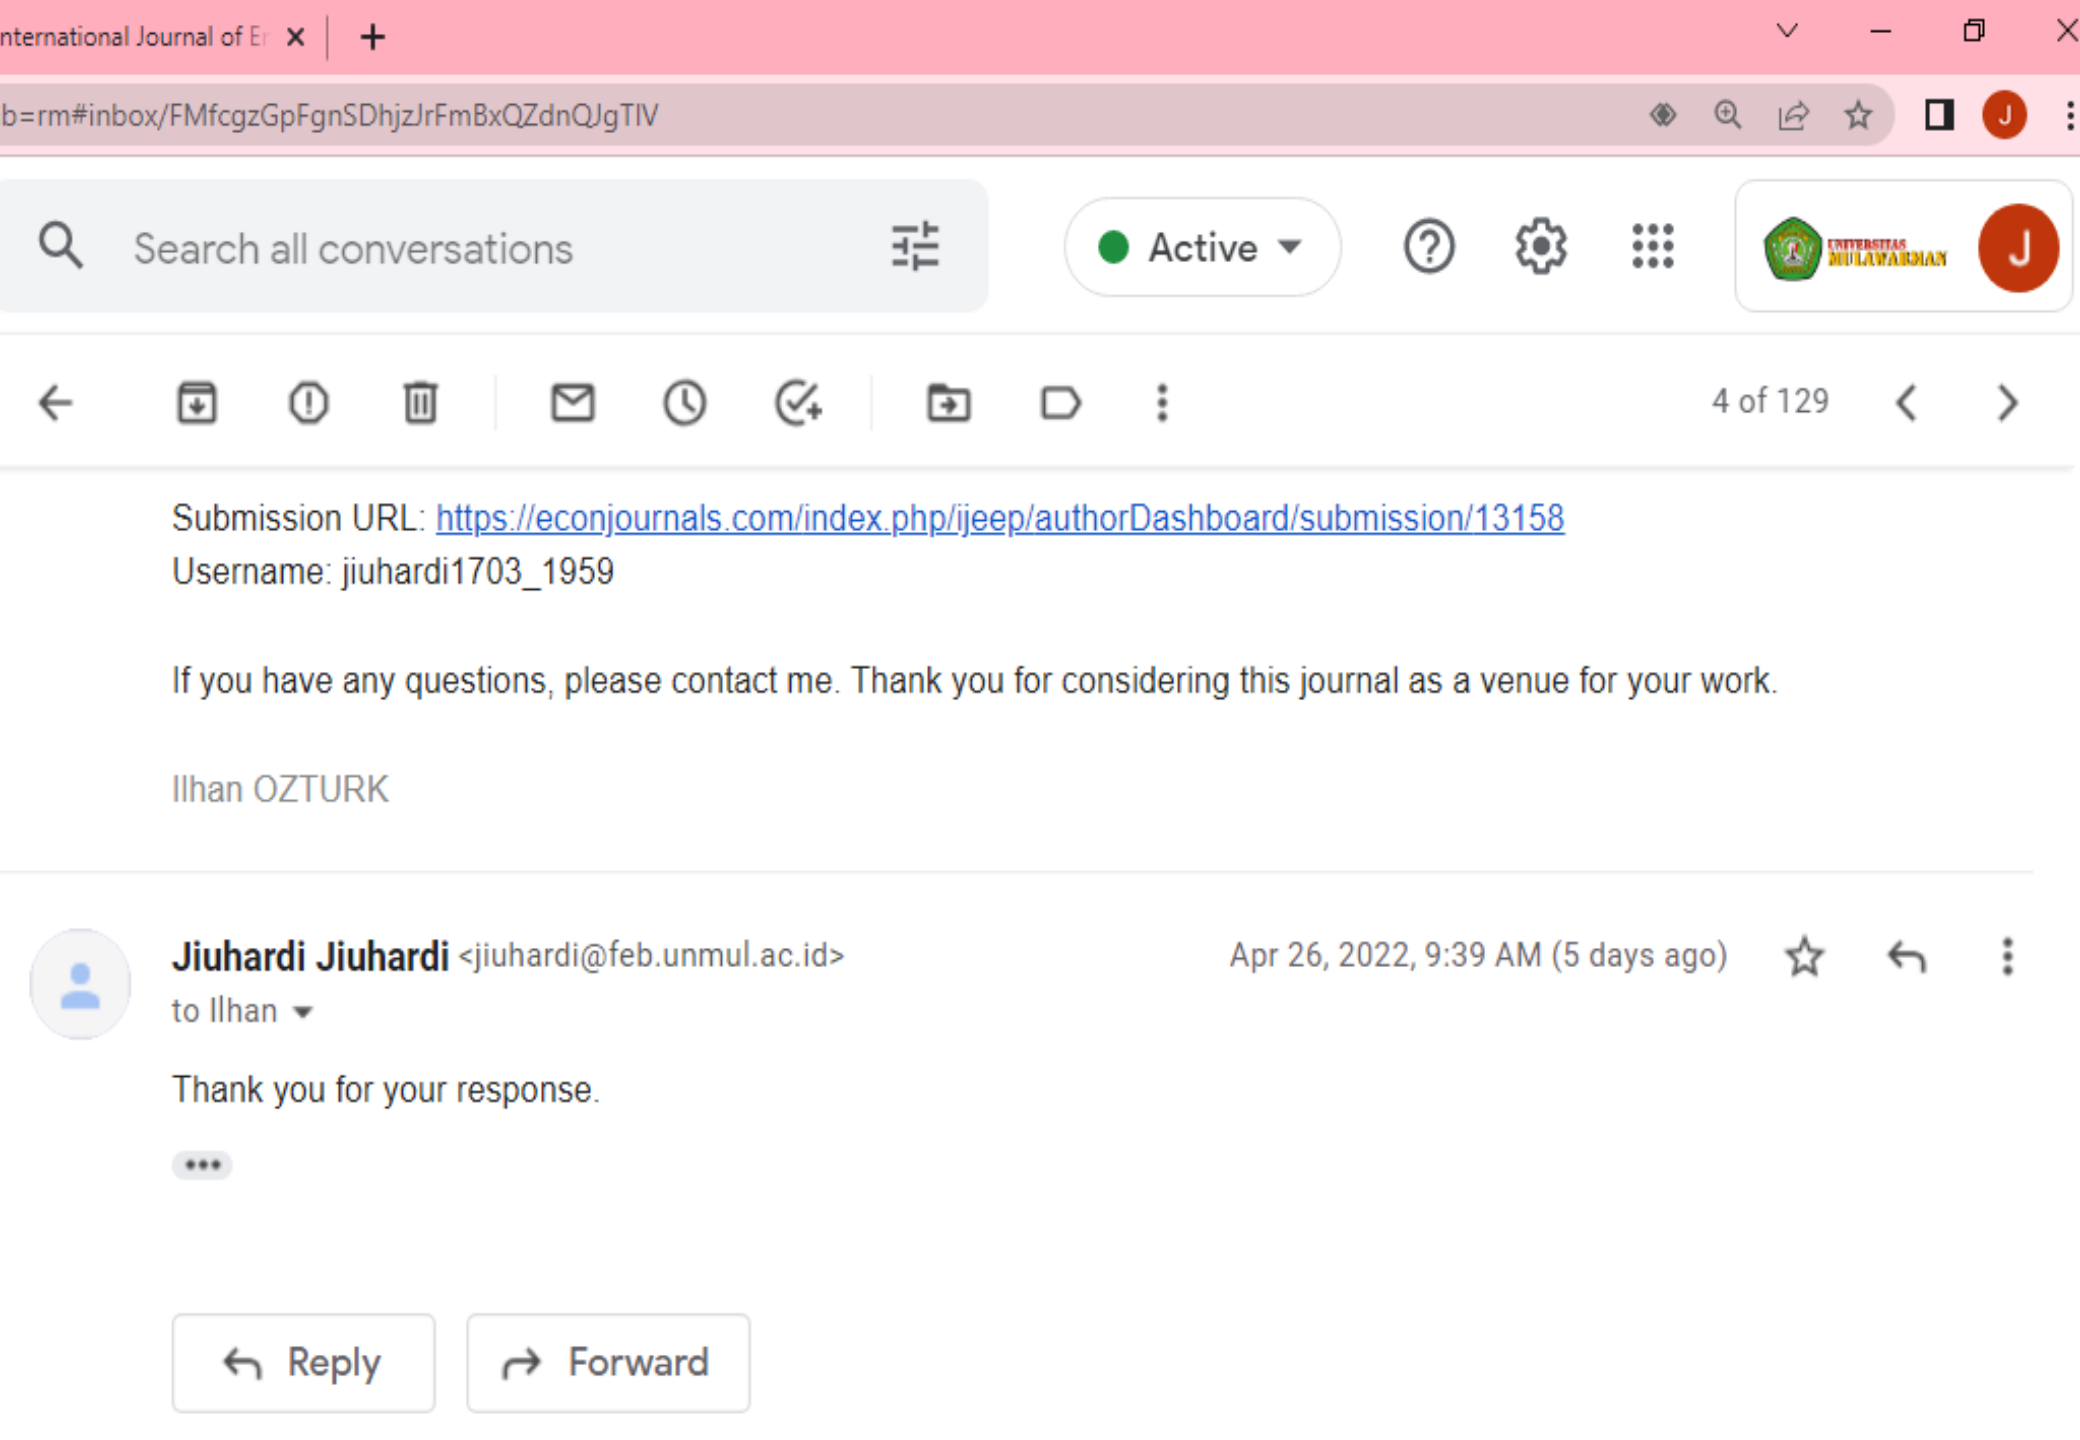 nternational Journal of Er
b=rm#inbox/FMfcgzGpFgnSDhjzJrFmBxQZdnQJgTlV
J
Search all conversations
Active
UNIVERSITAS
MULAWARMAN
J
4 of 129
Submission URL: https://econjournals.com/index.php/ijeep/authorDashboard/submission/13158
Username: jiuhardi1703_1959
If you have any questions, please contact me. Thank you for considering this journal as a venue for your work.
Ilhan OZTURK
Jiuhardi Jiuhardi <jiuhardi@feb.unmul.ac.id>
Apr 26, 2022, 9:39 AM (5 days ago)
to Ilhan
Thank you for your response.
Reply
Forward